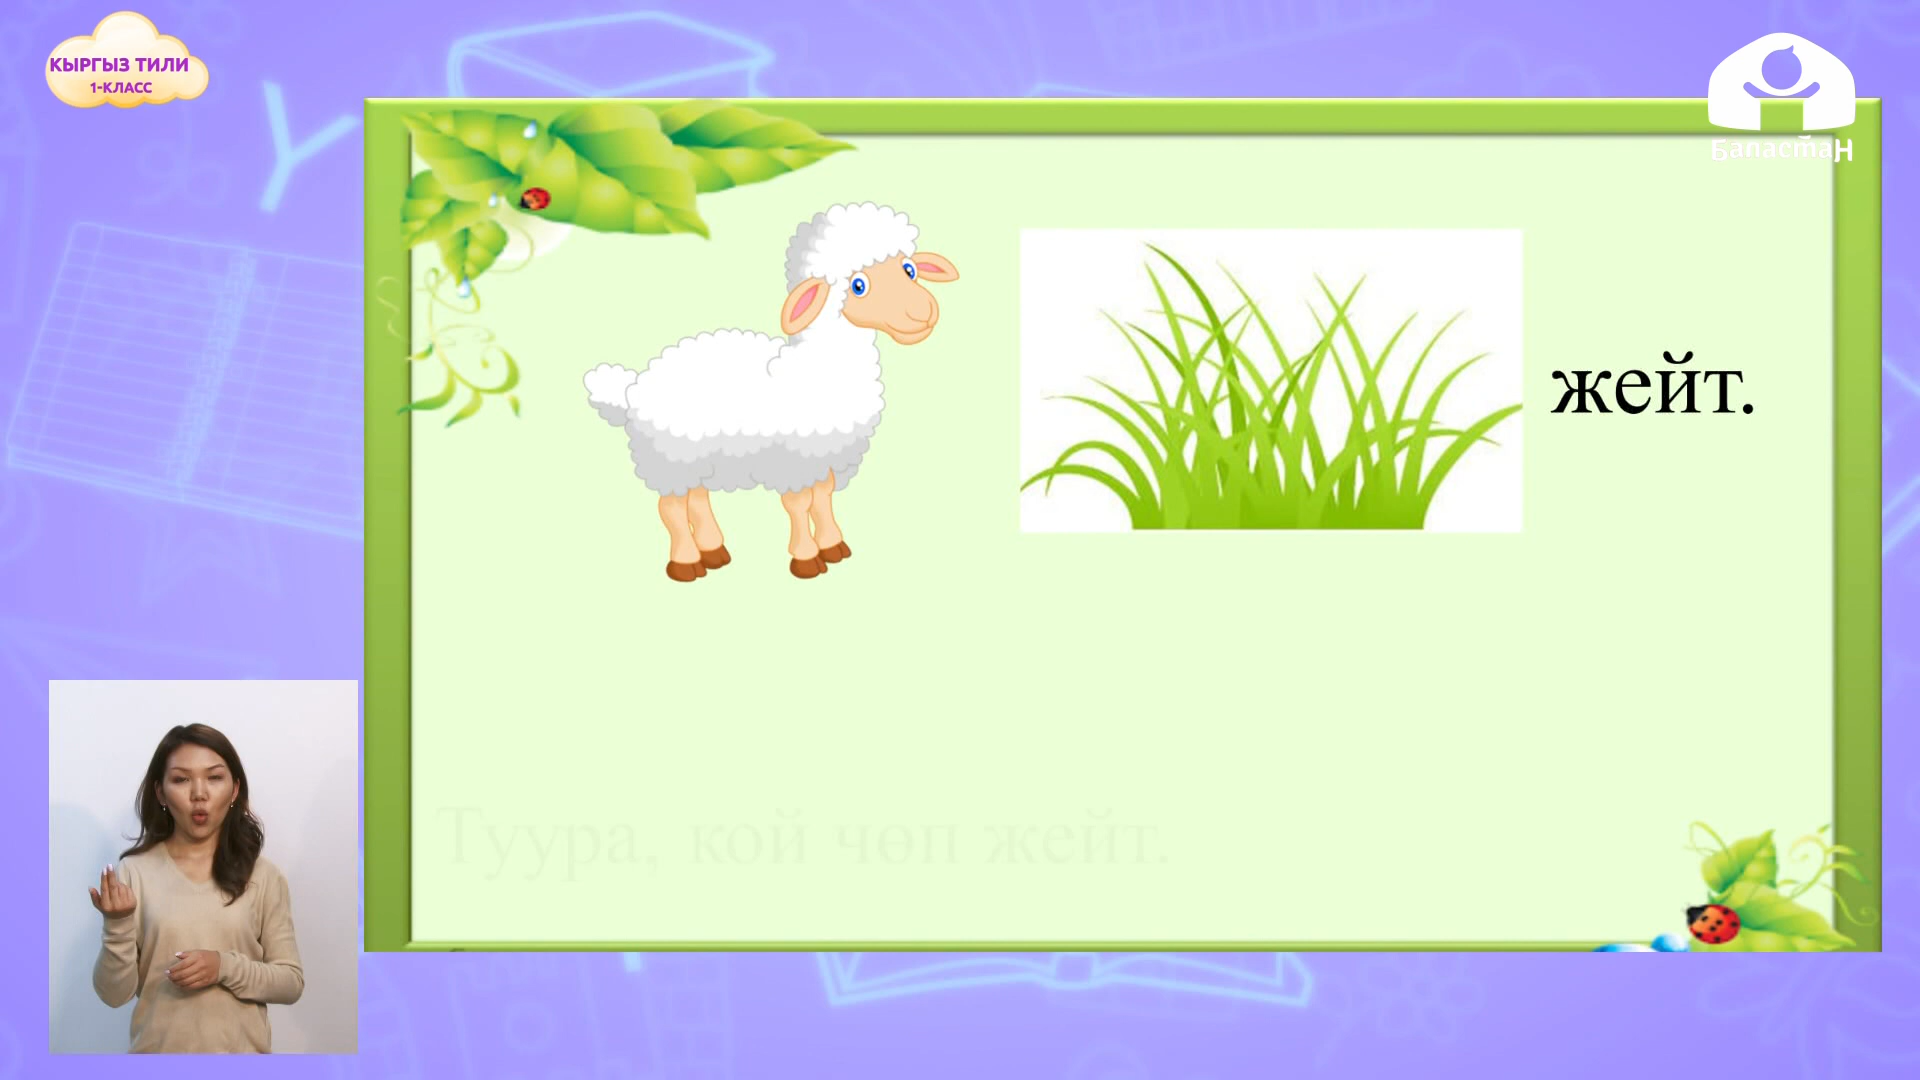 КЫРГЫЗ ТИЛИ
1-КЛАСС
Баластан
жейт.
Туура, кой чөп жейт.